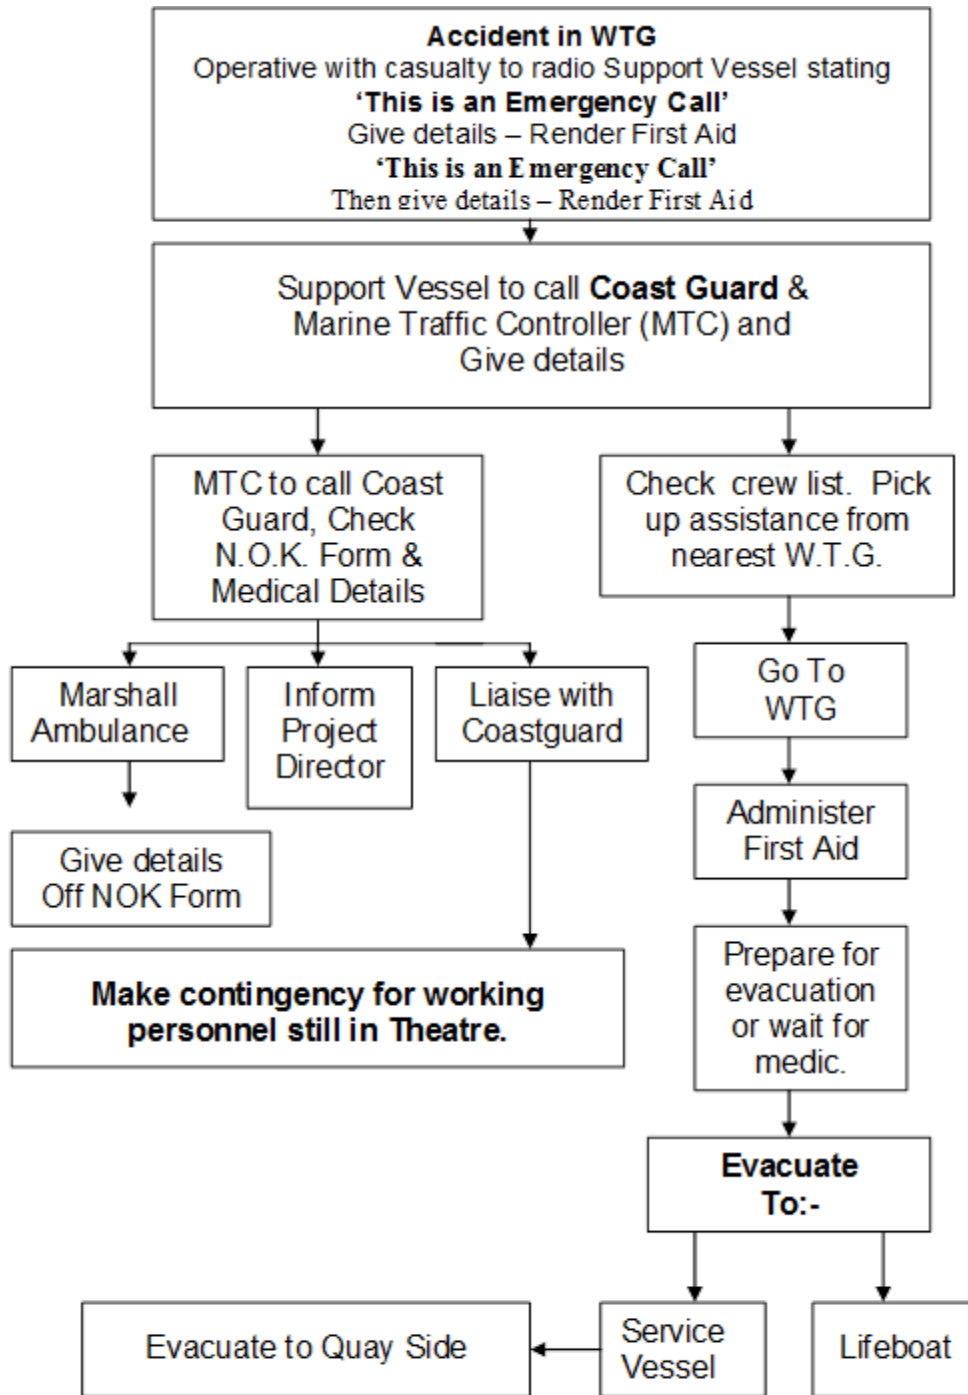 Accident in WTG
Operative with casualty to radio Support Vessel stating
‘This is an Emergency Call’
Give details – Render First Aid
‘This is an Emergency Call’
Then give details – Render First Aid
Support Vessel to call Coast Guard &
Marine Traffic Controller (MTC) and
Give details
MTC to call Coast
Guard, Check
N.O.K. Form &
Medical Details
Check crew list. Pick
up assistance from
nearest W.T.G.
Marshall
Ambulance
Inform
Project
Director
Liaise with
Coastguard
Go To
WTG
Give details
Off NOK Form
Administer
First Aid
Make contingency for working
personnel still in Theatre.
Prepare for
evacuation
or wait for
medic.
Evacuate
To:-
Evacuate to Quay Side
Service
Vessel
Lifeboat